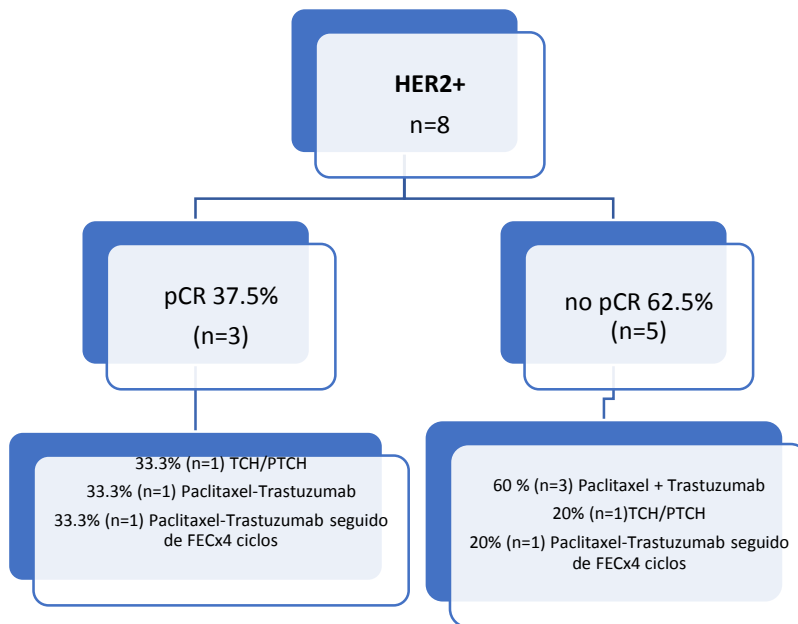 HER2+
n=8
pCR 37.5%
(n=3)
no pCR 62.5%
(n=5)
33.3% (n=1) TCH/PTCH
33.3% (n=1) Paclitaxel-Trastuzumab
33.3% (n=1) Paclitaxel-Trastuzumab seguido
de FECx4 ciclos
60 % (n=3) Paclitaxel + Trastuzumab
20% (n=1)TCH/PTCH
20% (n=1) Paclitaxel-Trastuzumab seguido
de FECx4 ciclos